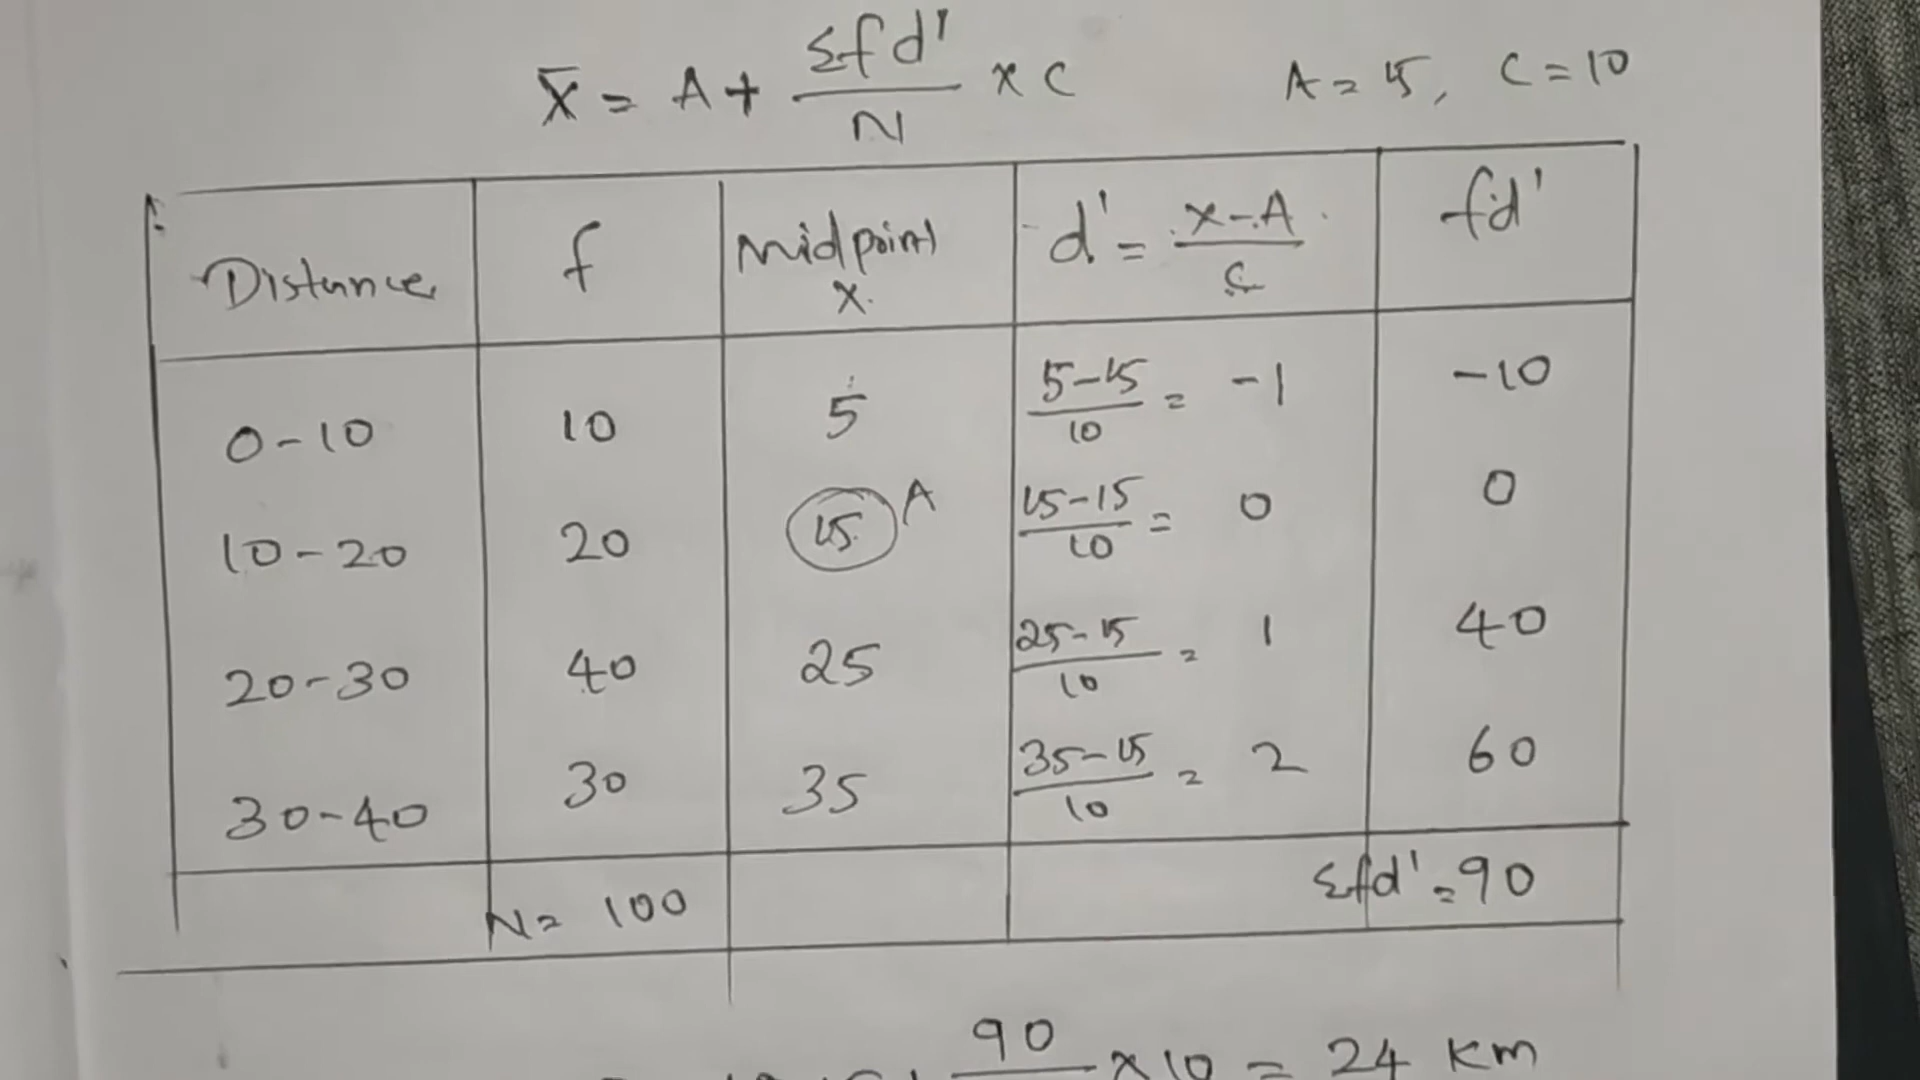 X̄ = A + Σfd' / N × C
A = 15, C = 10
Distance f Midpoint x d' = x-A / c fd'
0-10 10 5 5-15 / 10 = -1 -10
10-20 20 15 A 15-15 / 10 = 0 0
20-30 40 25 25-15 / 10 = 1 40
30-40 30 35 35-15 / 10 = 2 60
N = 100 Σfd' = 90
90 × 10 = 24 Km